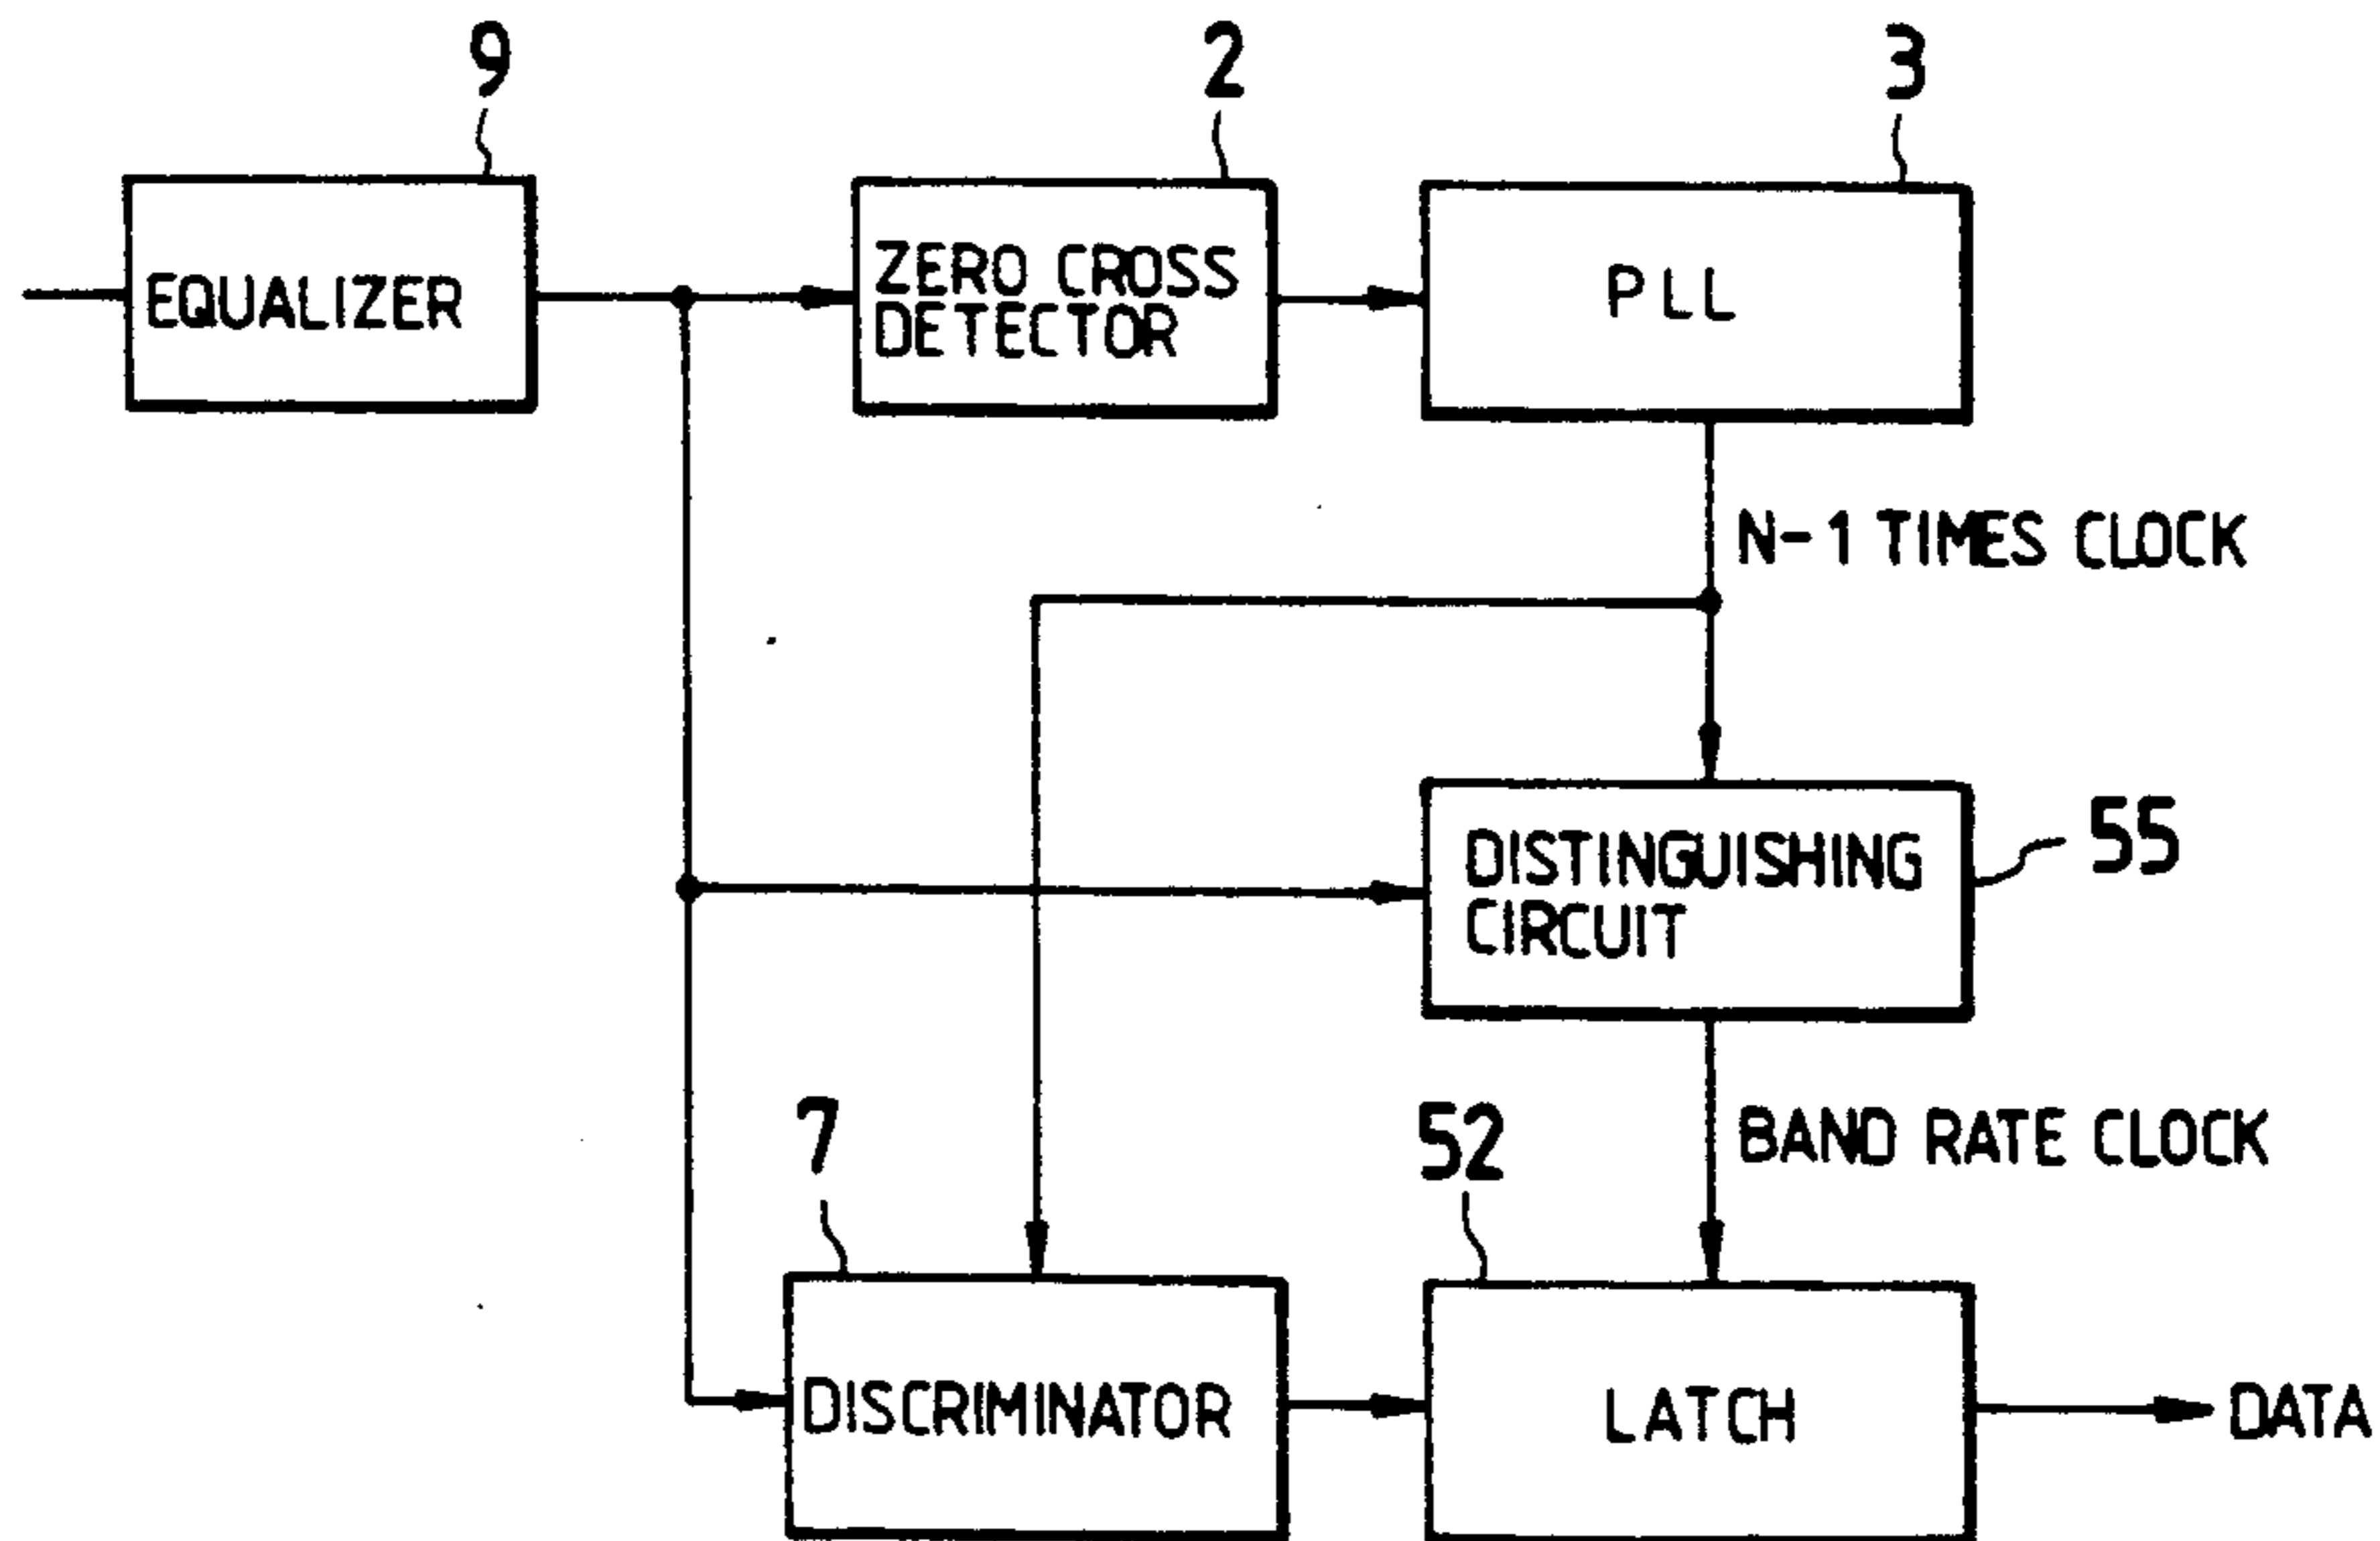 9
2
3
EQUALIZER
ZERO CROSS
DETECTOR
PLL
N-1 TIMES CLOCK
DISTINGUISHING
CIRCUIT
55
BAND RATE CLOCK
7
52
DISCRIMINATOR
LATCH
DATA